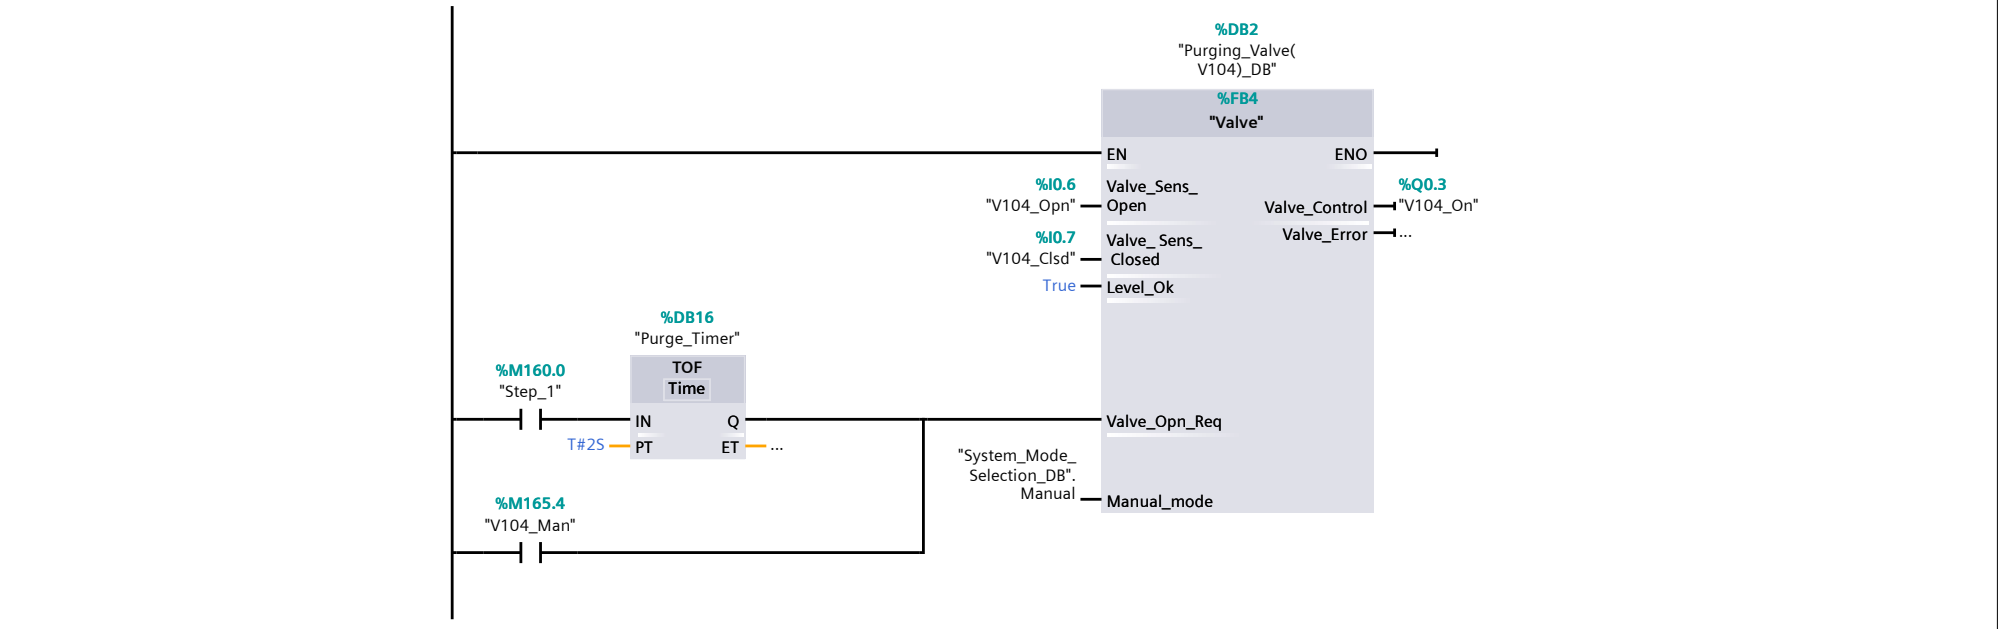 %DB2
"Purging_Valve(
V104)_DB"
%FB4
"Valve"
EN
ENO
%I0.6
"V104_Opn"
Valve_Sens_
Open
%Q0.3
Valve_Control
"V104_On"
Valve_Error
...
%I0.7
"V104_Clsd"
Valve_ Sens_
Closed
True
Level_Ok
%DB16
"Purge_Timer"
TOF
Time
%M160.0
"Step_1"
IN
Q
T#2S
PT
ET
...
Valve_Opn_Req
"System_Mode_
Selection_DB".
Manual
Manual_mode
%M165.4
"V104_Man"